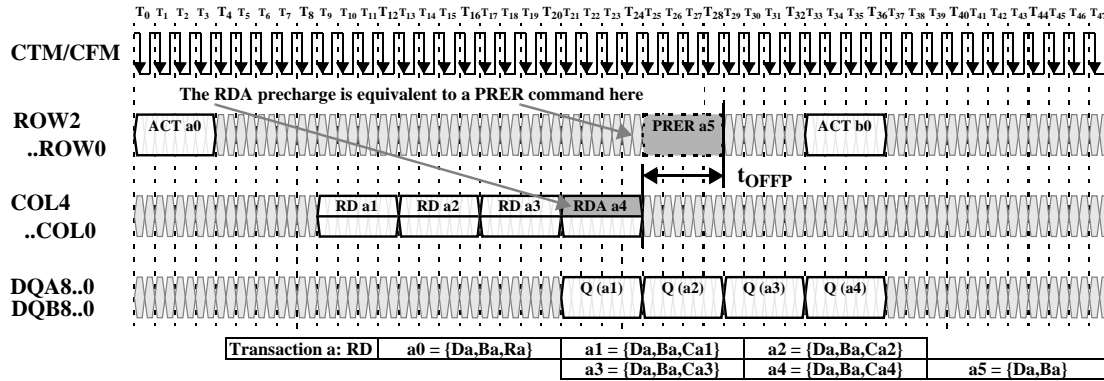 T0 T1 T2 T3 T4 T5 T6 T7 T8 T9 T10 T11 T12 T13 T14 T15 T16 T17 T18 T19 T20 T21 T22 T23 T24 T25 T26 T27 T28 T29 T30 T31 T32 T33 T34 T35 T36 T37 T38 T39 T40 T41 T42 T43 T44 T45 T46 T47
CTM/CFM
The RDA precharge is equivalent to a PRER command here
ROW2
..ROW0
ACT a0 PRER a5 ACT b0
tOFFP
COL4
..COL0
RD a1 RD a2 RD a3 RDA a4
DQA8..0
DQB8..0
Q (a1) Q (a2) Q (a3) Q (a4)
Transaction a: RD a0 = {Da,Ba,Ra} a1 = {Da,Ba,Ca1} a2 = {Da,Ba,Ca2}
a3 = {Da,Ba,Ca3} a4 = {Da,Ba,Ca4} a5 = {Da,Ba}